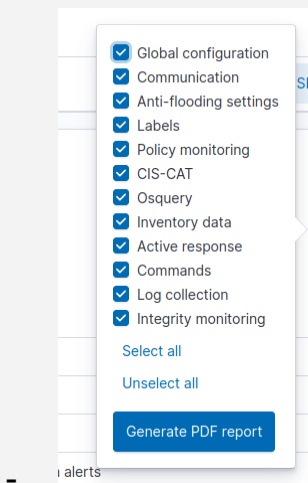 Global configuration
Communication
Anti-flooding settings
Labels
Policy monitoring
CIS-CAT
Osquery
Inventory data
Active response
Commands
Log collection
Integrity monitoring
Select all
Unselect all
Generate PDF report
alerts